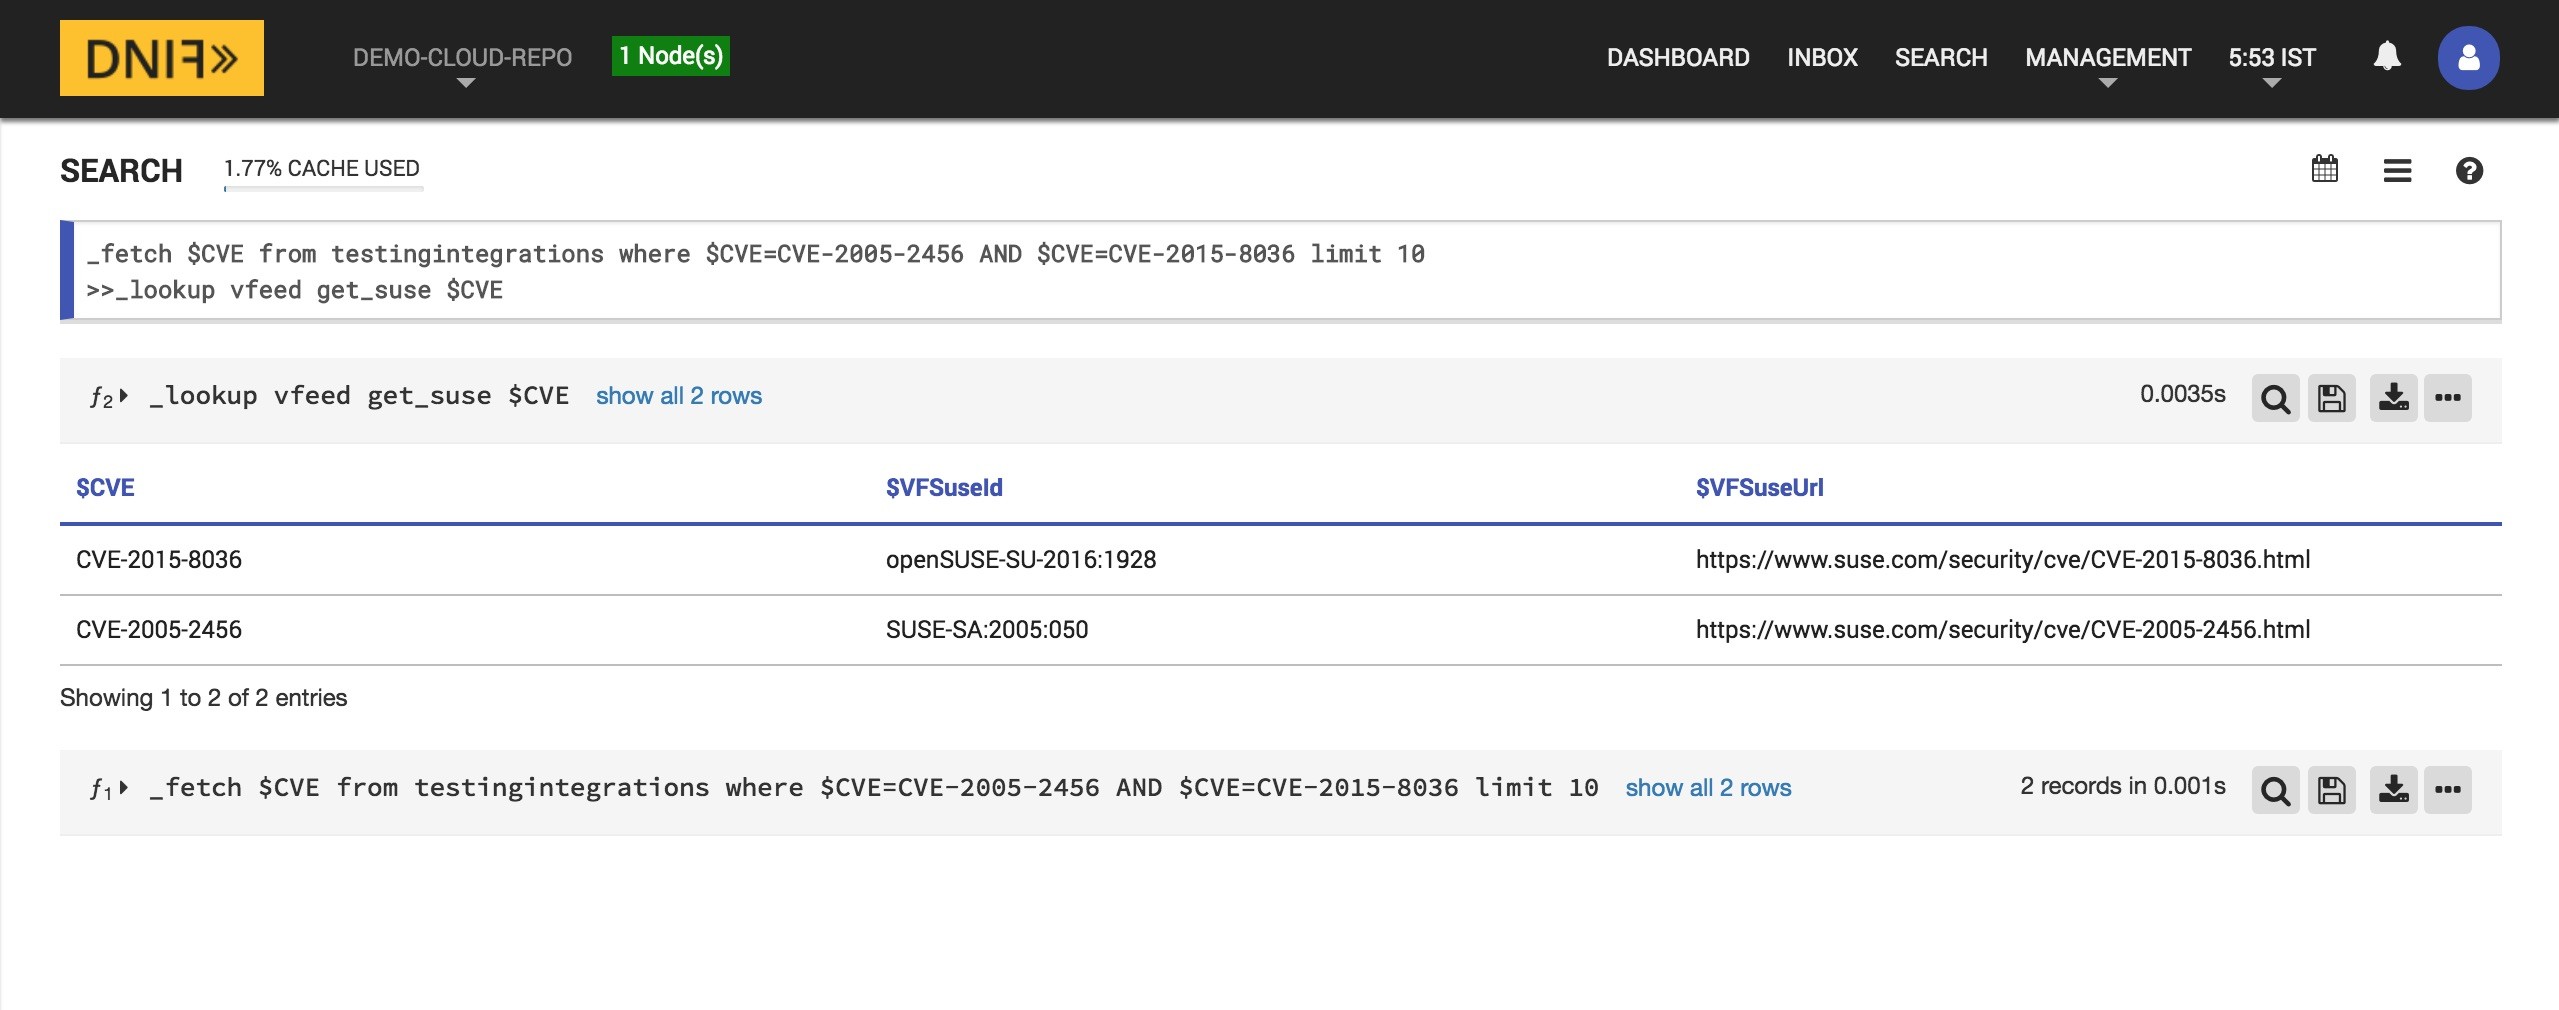 DNIF»
DEMO-CLOUD-REPO
1 Node(s)
DASHBOARD INBOX SEARCH MANAGEMENT 5:53 IST
SEARCH
1.77% CACHE USED
_fetch $CVE from testingintegrations where $CVE=CVE-2005-2456 AND $CVE=CVE-2015-8036 limit 10
>>_lookup vfeed get_suse $CVE
ƒ2 _lookup vfeed get_suse $CVE show all 2 rows 0.0035s
$CVE $VFSuseId $VFSuseUrl
CVE-2015-8036 openSUSE-SU-2016:1928 https://www.suse.com/security/cve/CVE-2015-8036.html
CVE-2005-2456 SUSE-SA:2005:050 https://www.suse.com/security/cve/CVE-2005-2456.html
Showing 1 to 2 of 2 entries
ƒ1 _fetch $CVE from testingintegrations where $CVE=CVE-2005-2456 AND $CVE=CVE-2015-8036 limit 10 show all 2 rows 2 records in 0.001s